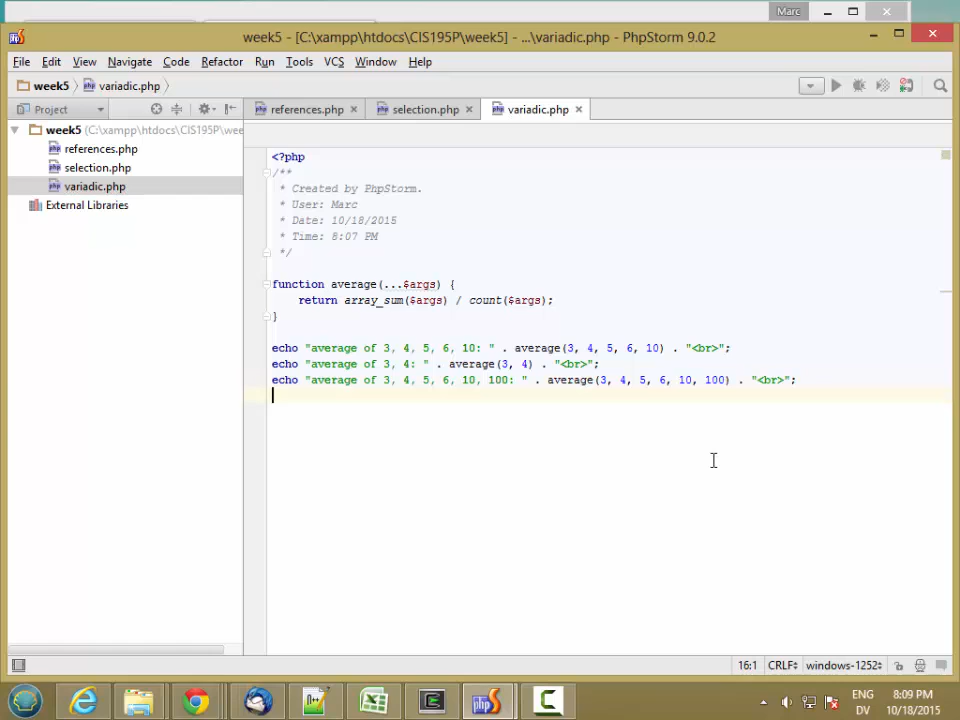 Marc
week5 - [C:\xampp\htdocs\CIS195P\week5] - ...\variadic.php - PhpStorm 9.0.2
File Edit View Navigate Code Refactor Run Tools VCS Window Help
week5 variadic.php
Project references.php selection.php variadic.php
week5 (C:\xampp\htdocs\CIS195P\wee
references.php
selection.php
variadic.php
External Libraries
<?php
/**
* Created by PhpStorm.
* User: Marc
* Date: 10/18/2015
* Time: 8:07 PM
*/
function average(...$args) {
return array_sum($args) / count($args);
}
echo "average of 3, 4, 5, 6, 10: " . average(3, 4, 5, 6, 10) . "<br>";
echo "average of 3, 4: " . average(3, 4) . "<br>";
echo "average of 3, 4, 5, 6, 10, 100: " . average(3, 4, 5, 6, 10, 100) . "<br>";
16:1 CRLF windows-1252
ENG 8:09 PM
DV 10/18/2015